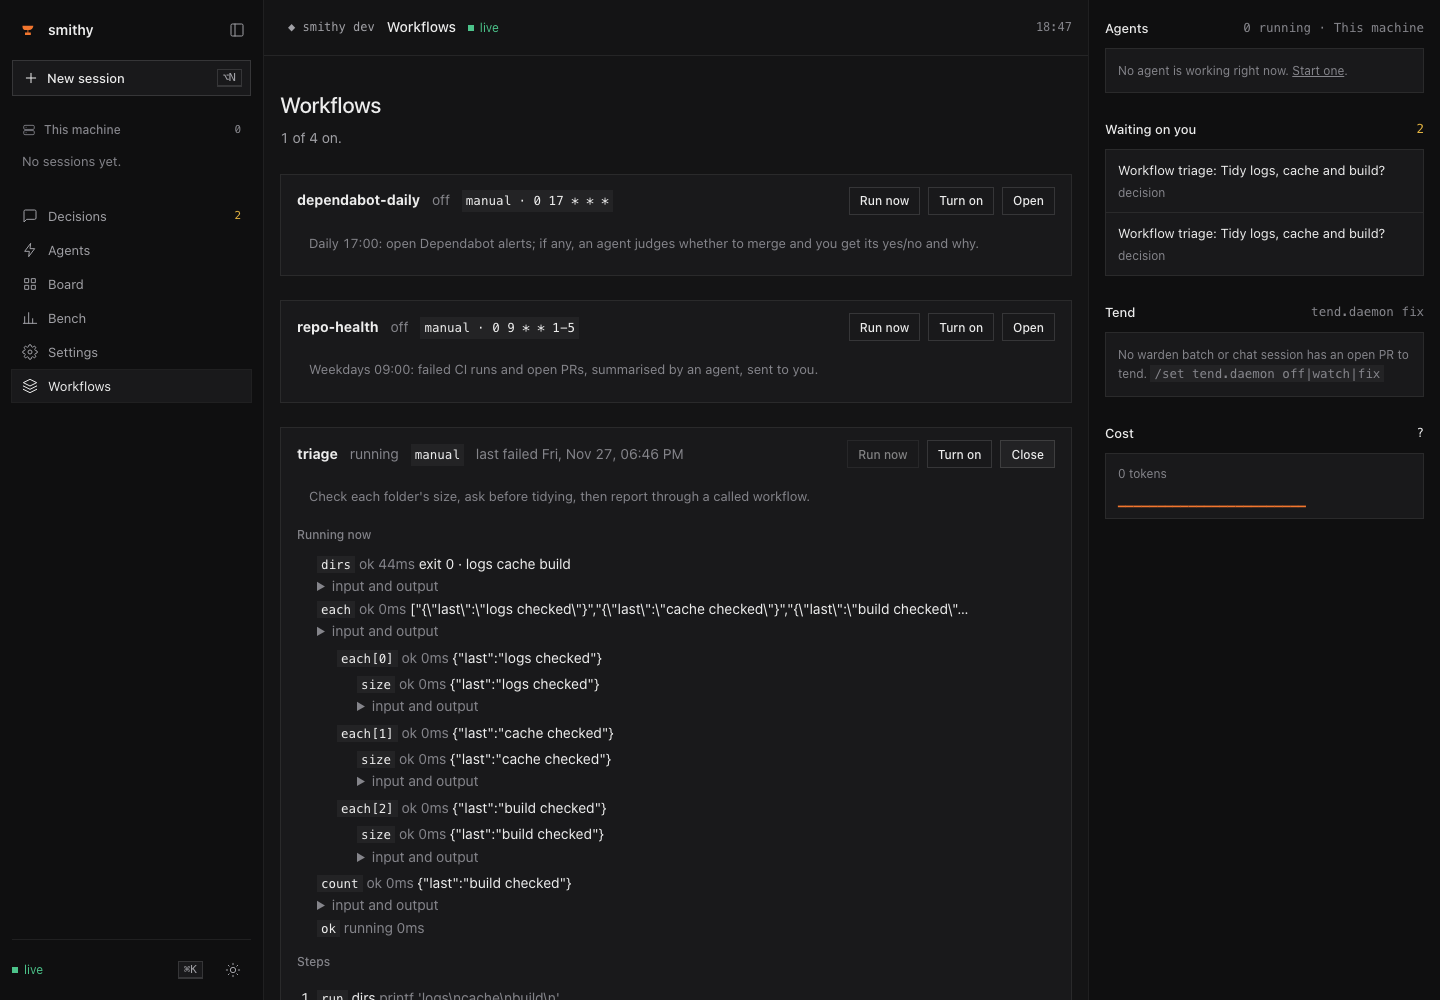 smithy
New session
⌥N
This machine 0
No sessions yet.
Decisions 2
Agents
Board
Bench
Settings
Workflows
live
⌘K
◆ smithy dev Workflows live 18:47
Workflows
1 of 4 on.
dependabot-daily off manual · 0 17 * * * Run now Turn on Open
Daily 17:00: open Dependabot alerts; if any, an agent judges whether to merge and you get its yes/no and why.
repo-health off manual · 0 9 * * 1-5 Run now Turn on Open
Weekdays 09:00: failed CI runs and open PRs, summarised by an agent, sent to you.
triage running manual last failed Fri, Nov 27, 06:46 PM Run now Turn on Close
Check each folder's size, ask before tidying, then report through a called workflow.
Running now
dirs ok 44ms exit 0 · logs cache build
▶ input and output
each ok 0ms ["{\"last\":\"logs checked\"}","{\"last\":\"cache checked\"}","{\"last\":\"build checked\"…
▶ input and output
each[0] ok 0ms {"last":"logs checked"}
size ok 0ms {"last":"logs checked"}
▶ input and output
each[1] ok 0ms {"last":"cache checked"}
size ok 0ms {"last":"cache checked"}
▶ input and output
each[2] ok 0ms {"last":"build checked"}
size ok 0ms {"last":"build checked"}
▶ input and output
count ok 0ms {"last":"build checked"}
▶ input and output
ok running 0ms
Steps
1 run dirs printf 'logs\ncache\nbuild\n'
Agents 0 running · This machine
No agent is working right now. Start one.
Waiting on you 2
Workflow triage: Tidy logs, cache and build?
decision
Workflow triage: Tidy logs, cache and build?
decision
Tend tend.daemon fix
No warden batch or chat session has an open PR to
tend. /set tend.daemon off|watch|fix
Cost ?
0 tokens